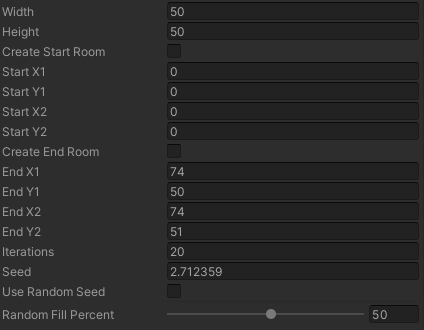 Width 50
Height 50
Create Start Room
Start X1 0
Start Y1 0
Start X2 0
Start Y2 0
Create End Room
End X1 74
End Y1 50
End X2 74
End Y2 51
Iterations 20
Seed 2.712359
Use Random Seed
Random Fill Percent 50